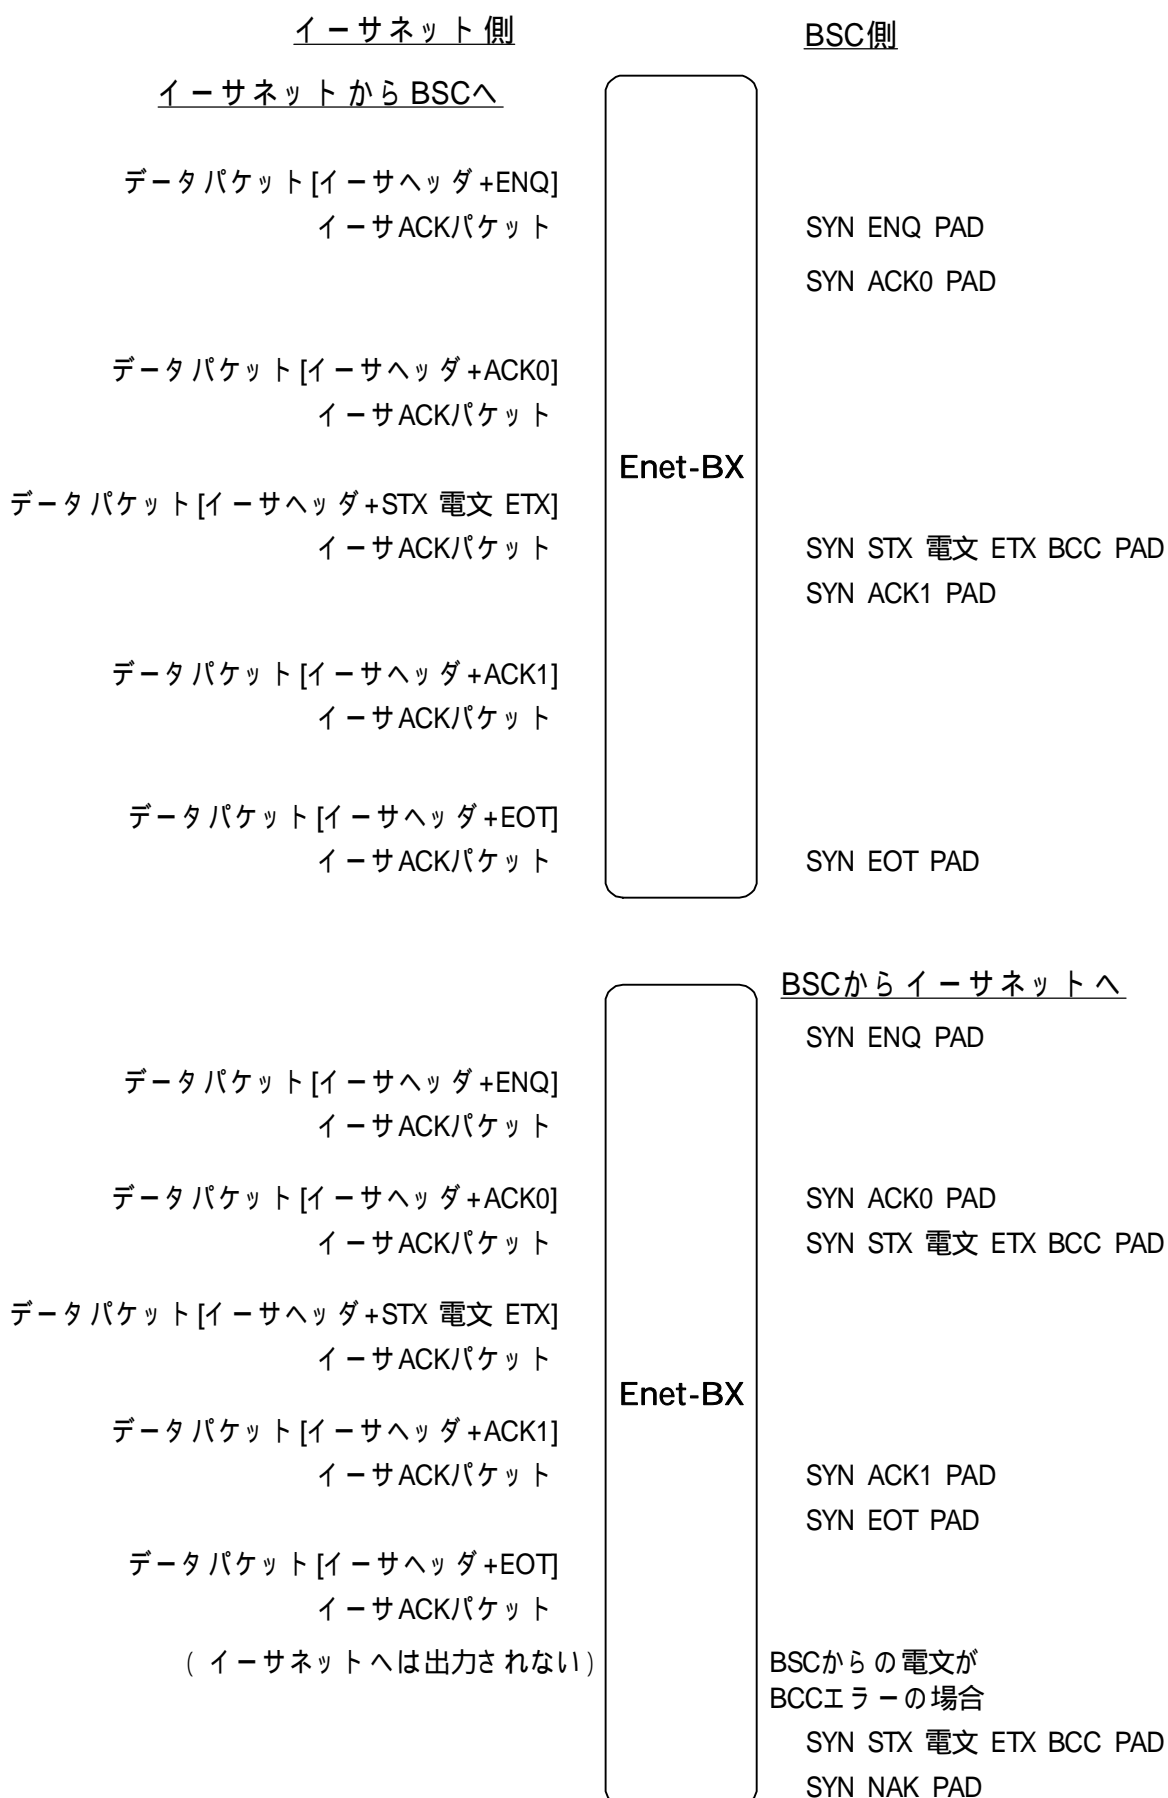 イーサネット側
BSC側
イーサネットからBSCへ
データパケット[イーサヘッダ+ENQ]
イーサACKパケット
SYN ENQ PAD
SYN ACK0 PAD
データパケット[イーサヘッダ+ACK0]
イーサACKパケット
Enet-BX
データパケット[イーサヘッダ+STX 電文 ETX]
イーサACKパケット
SYN STX 電文 ETX BCC PAD
SYN ACK1 PAD
データパケット[イーサヘッダ+ACK1]
イーサACKパケット
データパケット[イーサヘッダ+EOT]
イーサACKパケット
SYN EOT PAD
BSCからイーサネットへ
SYN ENQ PAD
データパケット[イーサヘッダ+ENQ]
イーサACKパケット
データパケット[イーサヘッダ+ACK0]
SYN ACK0 PAD
イーサACKパケット
SYN STX 電文 ETX BCC PAD
データパケット[イーサヘッダ+STX 電文 ETX]
イーサACKパケット
Enet-BX
データパケット[イーサヘッダ+ACK1]
イーサACKパケット
SYN ACK1 PAD
SYN EOT PAD
データパケット[イーサヘッダ+EOT]
イーサACKパケット
(イーサネットへは出力されない)
BSCからの電文が
BCCエラーの場合
SYN STX 電文 ETX BCC PAD
SYN NAK PAD